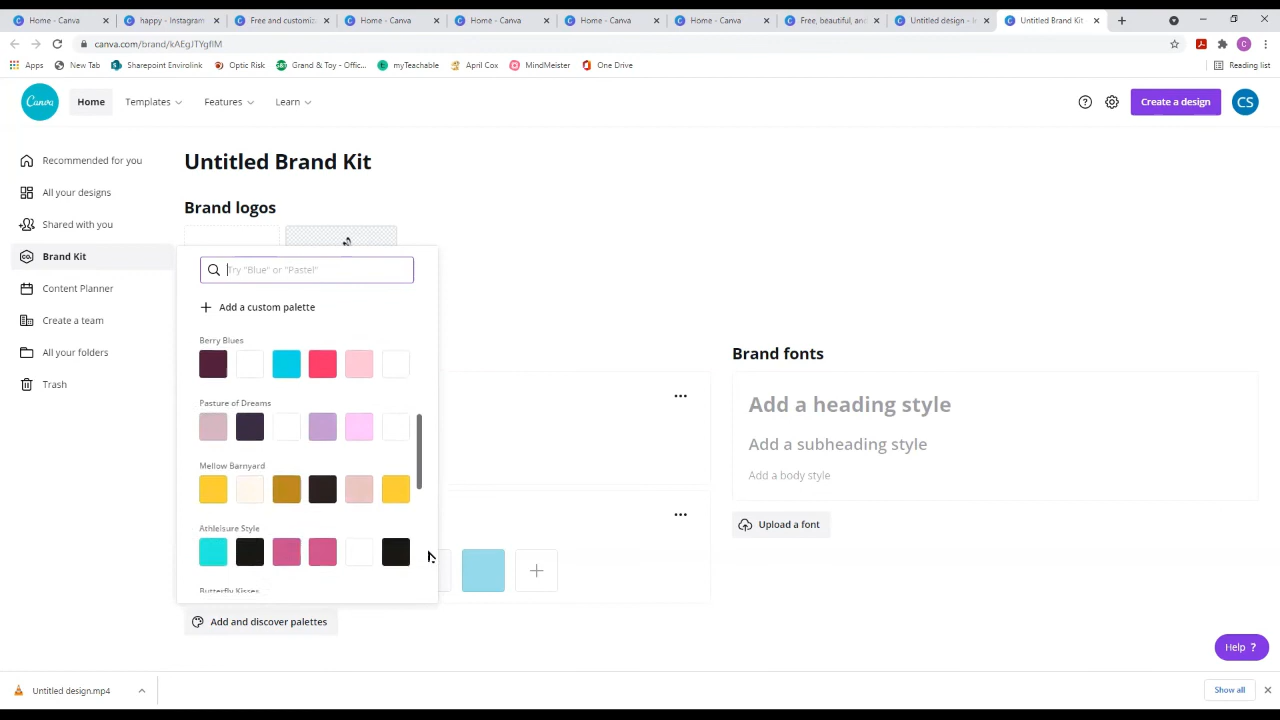 Home - Canva
happy - Instagram
Free and customiz
Home - Canva
Home - Canva
Home - Canva
Home - Canva
Free, beautiful, an
Untitled design - I
Untitled Brand Kit
canva.com/brand/kAEgJTYgflM
C
Apps
New Tab
Sharepoint Envirolink
Optic Risk
Grand & Toy - Offic...
myTeachable
April Cox
MindMeister
One Drive
Reading list
Canva
Home
Templates
Features
Learn
Create a design
CS
Recommended for you
All your designs
Shared with you
Brand Kit
Content Planner
Create a team
All your folders
Trash
Untitled Brand Kit
Brand logos
Try "Blue" or "Pastel"
Add a custom palette
Berry Blues
Pasture of Dreams
Mellow Barnyard
Athleisure Style
Butterfly Kisses
Add and discover palettes
Brand fonts
Add a heading style
Add a subheading style
Add a body style
Upload a font
Help ?
Untitled design.mp4
Show all